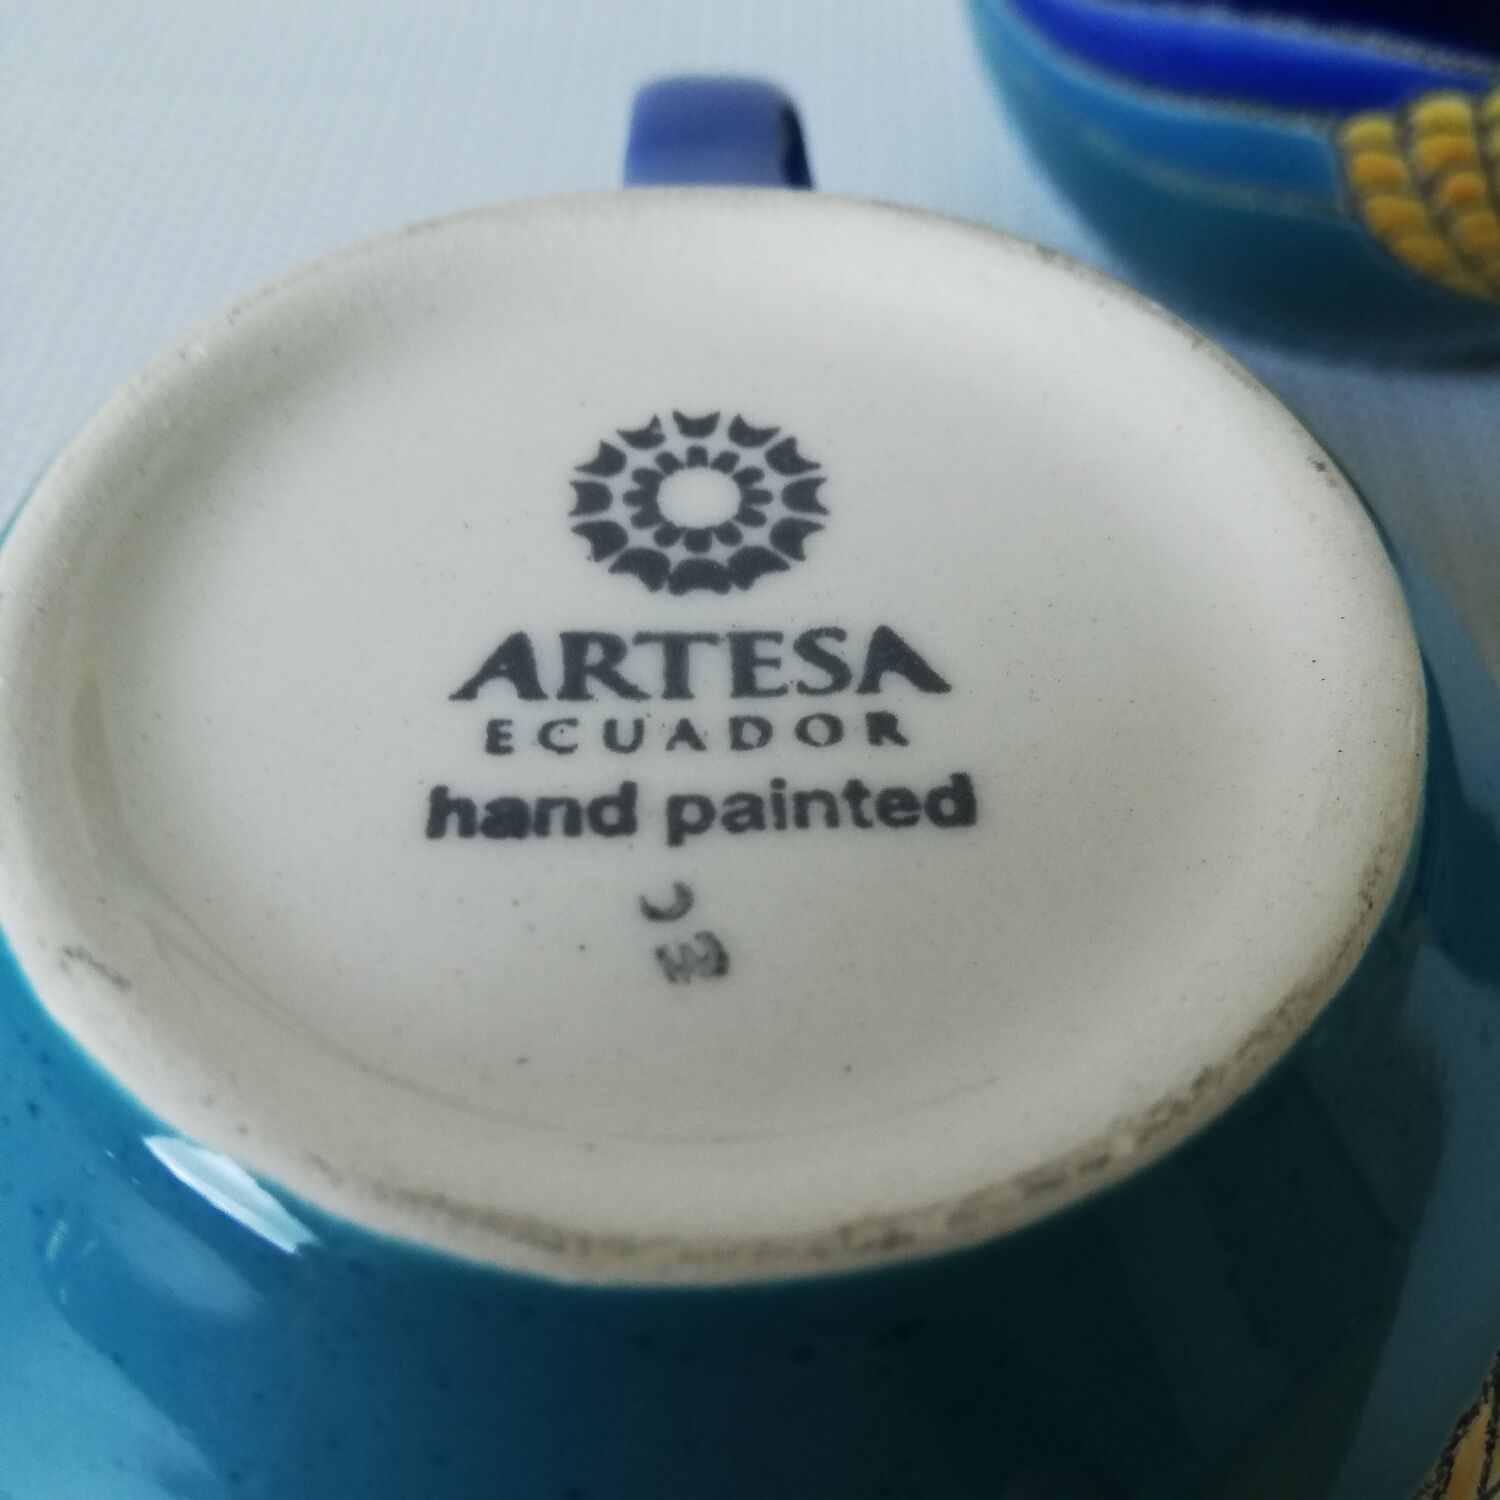 ARTESA
ECUADOR
hand painted